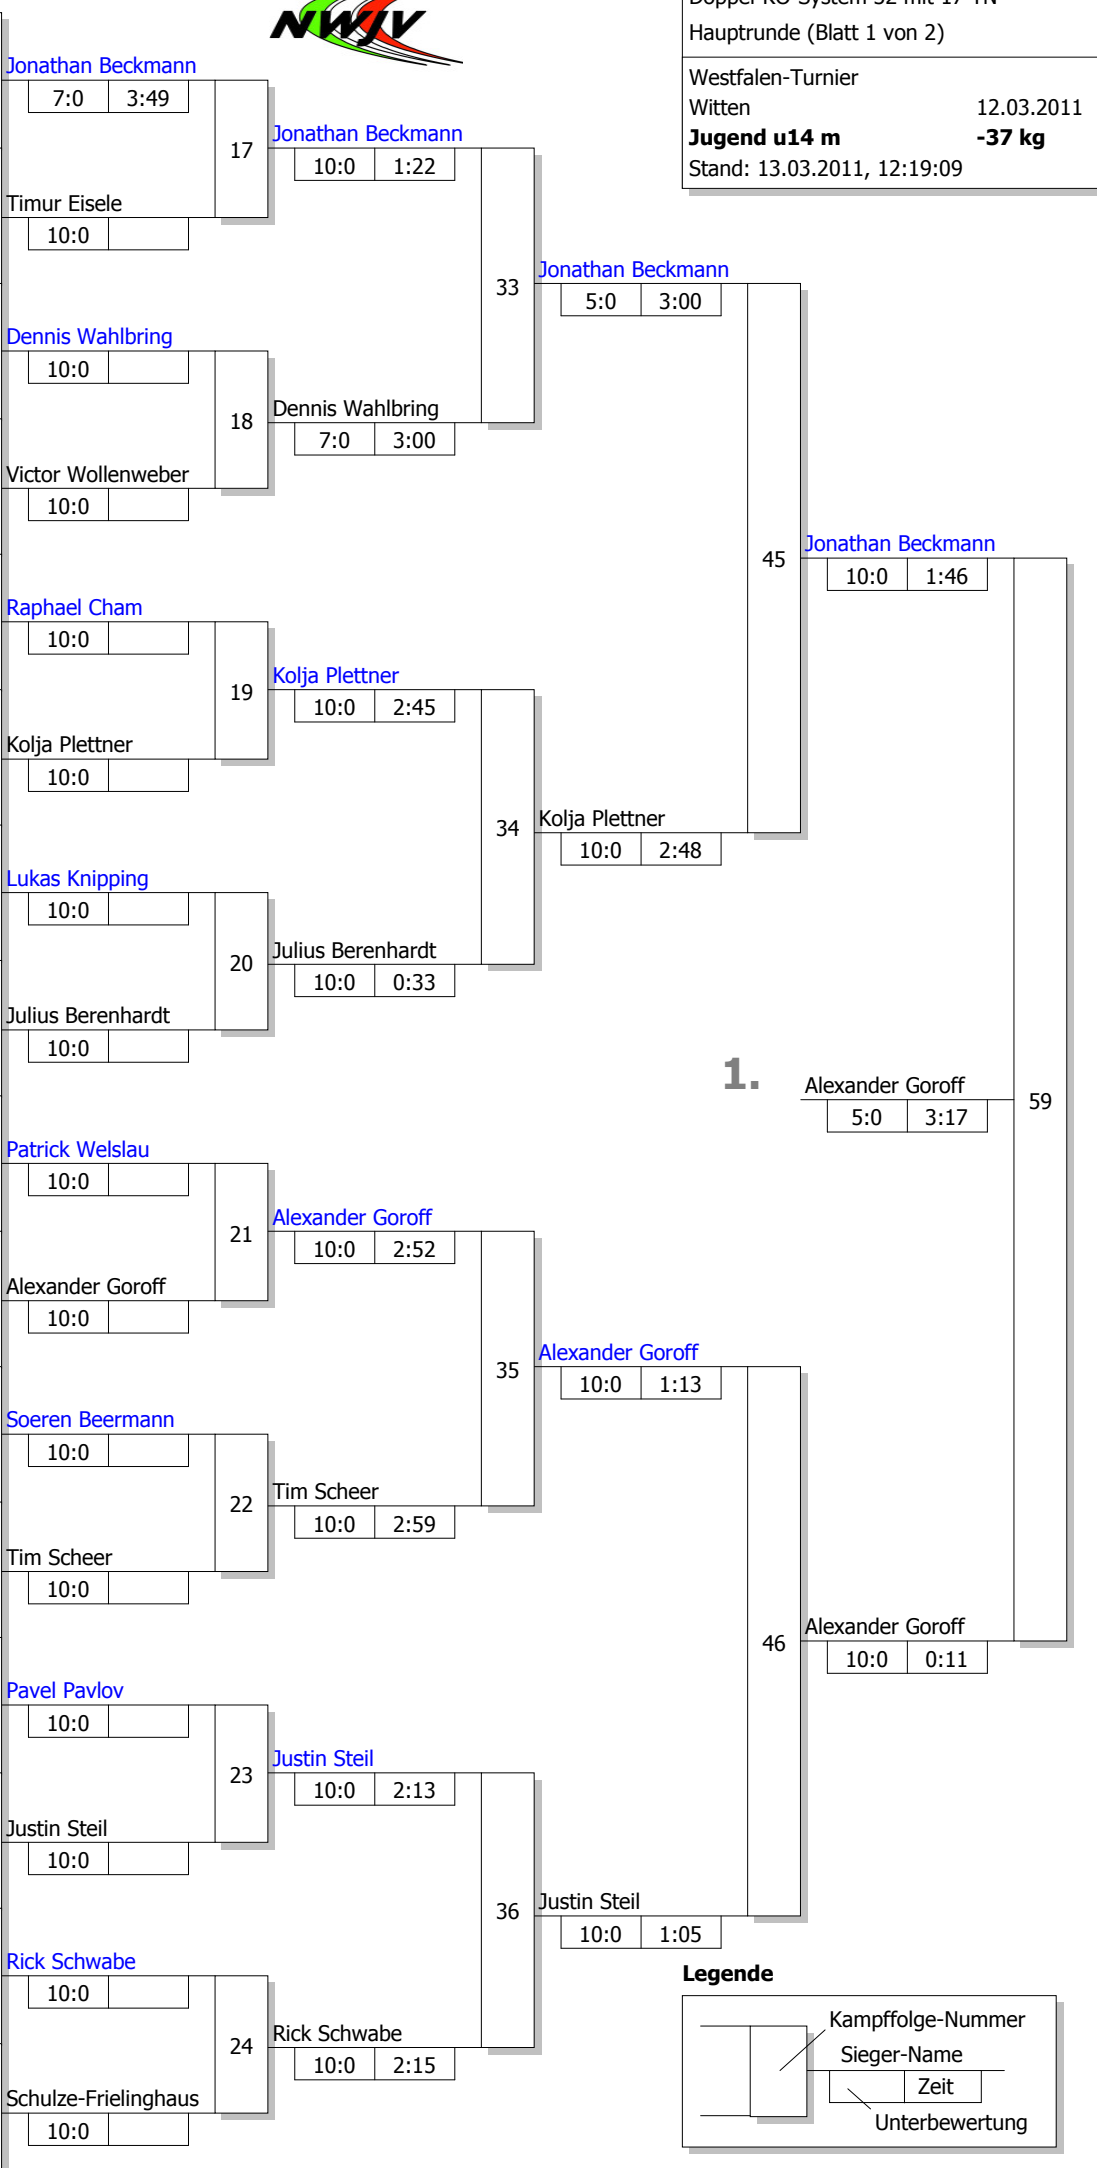 NWJV
Doppel-KO-System 32 mit 17 TN
Hauptrunde (Blatt 1 von 2)
Westfalen-Turnier
Witten 12.03.2011
Jugend u14 m -37 kg
Stand: 13.03.2011, 12:19:09
Jonathan Beckmann
7:0 3:49
17
Jonathan Beckmann
10:0 1:22
Timur Eisele
10:0
33
Jonathan Beckmann
5:0 3:00
Dennis Wahlbring
10:0
18
Dennis Wahlbring
7:0 3:00
Victor Wollenweber
10:0
45
Jonathan Beckmann
10:0 1:46
Raphael Cham
10:0
19
Kolja Plettner
10:0 2:45
Kolja Plettner
10:0
34
Kolja Plettner
10:0 2:48
Lukas Knipping
10:0
20
Julius Berenhardt
10:0 0:33
Julius Berenhardt
10:0
1.
Alexander Goroff
5:0 3:17
59
Patrick Welslau
10:0
21
Alexander Goroff
10:0 2:52
Alexander Goroff
10:0
35
Alexander Goroff
10:0 1:13
Soeren Beermann
10:0
22
Tim Scheer
10:0 2:59
Tim Scheer
10:0
46
Alexander Goroff
10:0 0:11
Pavel Pavlov
10:0
23
Justin Steil
10:0 2:13
Justin Steil
10:0
36
Justin Steil
10:0 1:05
Rick Schwabe
10:0
24
Rick Schwabe
10:0 2:15
Schulze-Frielinghaus
10:0
Legende
Kampffolge-Nummer
Sieger-Name
Zeit
Unterbewertung